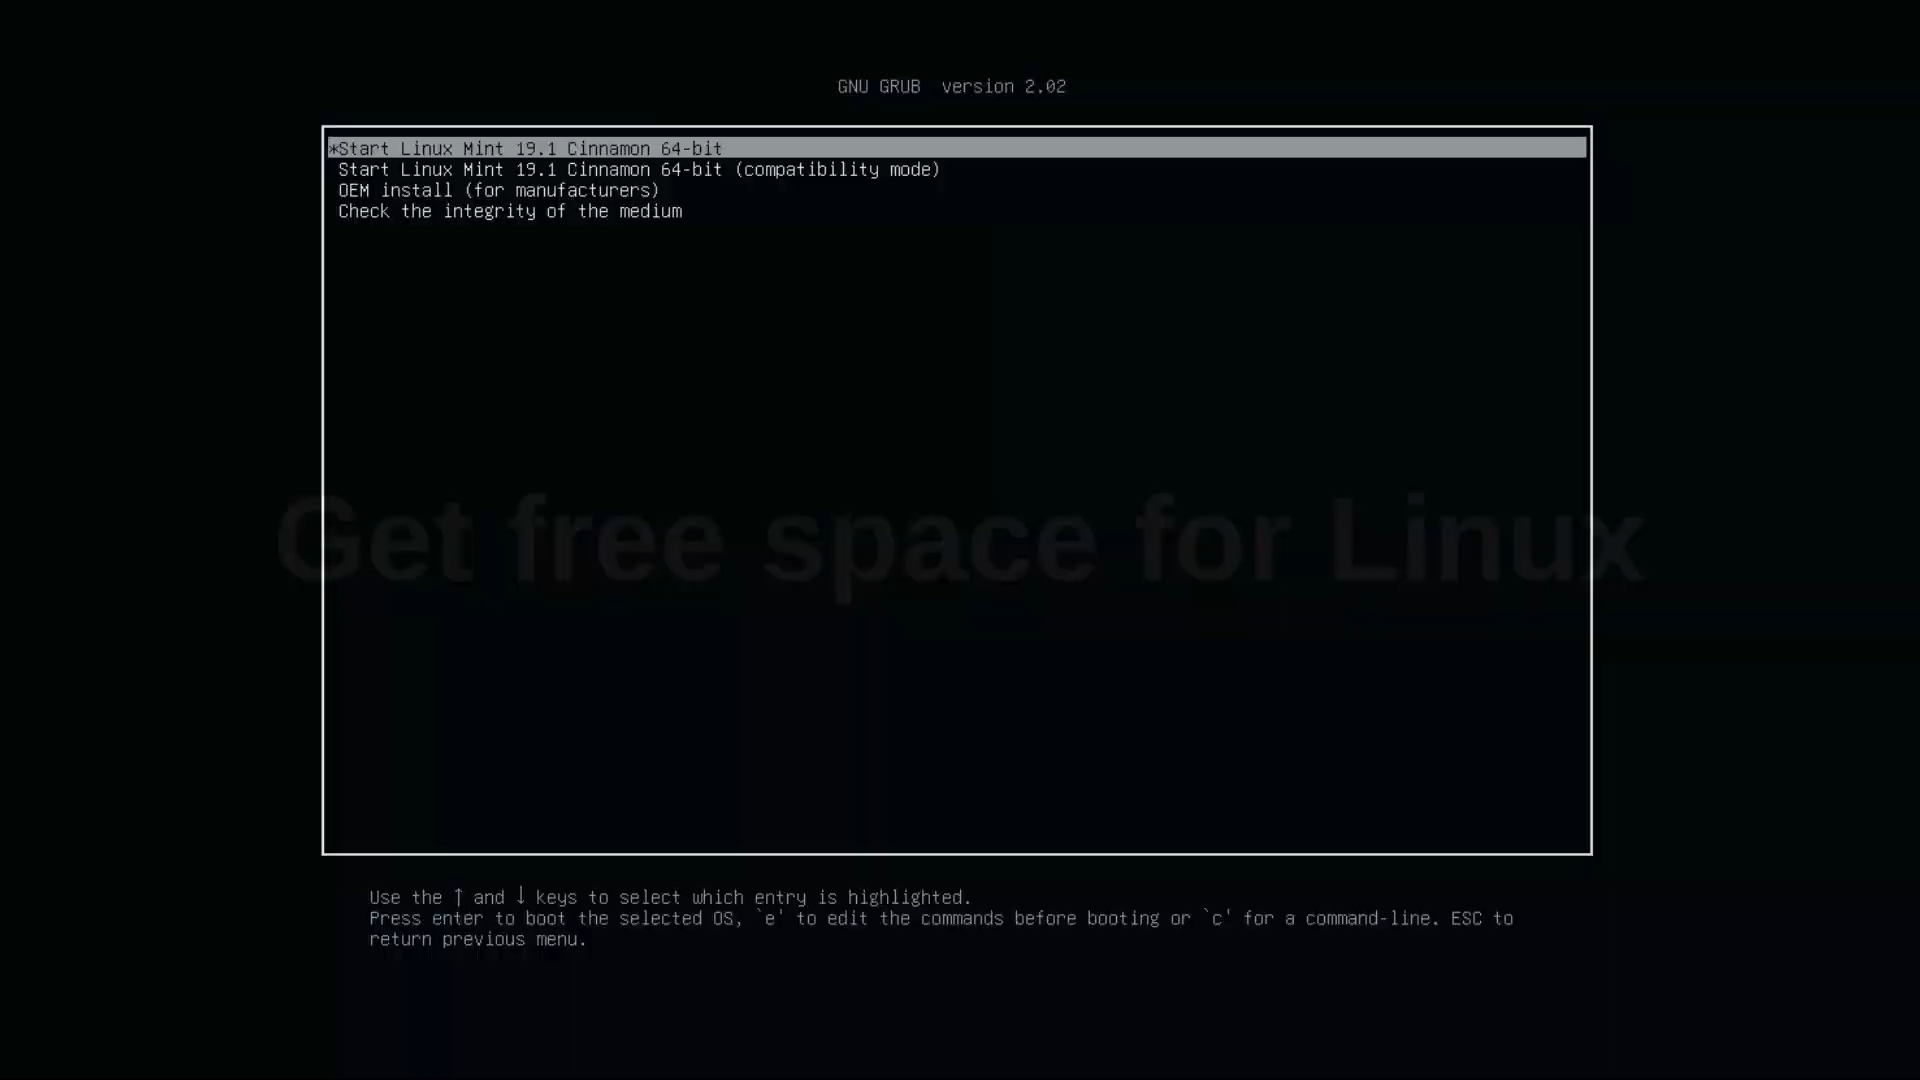 GNU GRUB  version 2.02
*Start Linux Mint 19.1 Cinnamon 64-bit
Start Linux Mint 19.1 Cinnamon 64-bit (compatibility mode)
OEM install (for manufacturers)
Check the integrity of the medium
Get free space for Linux
Use the ↑ and ↓ keys to select which entry is highlighted.
Press enter to boot the selected OS, `e' to edit the commands before booting or `c' for a command-line. ESC to
return previous menu.